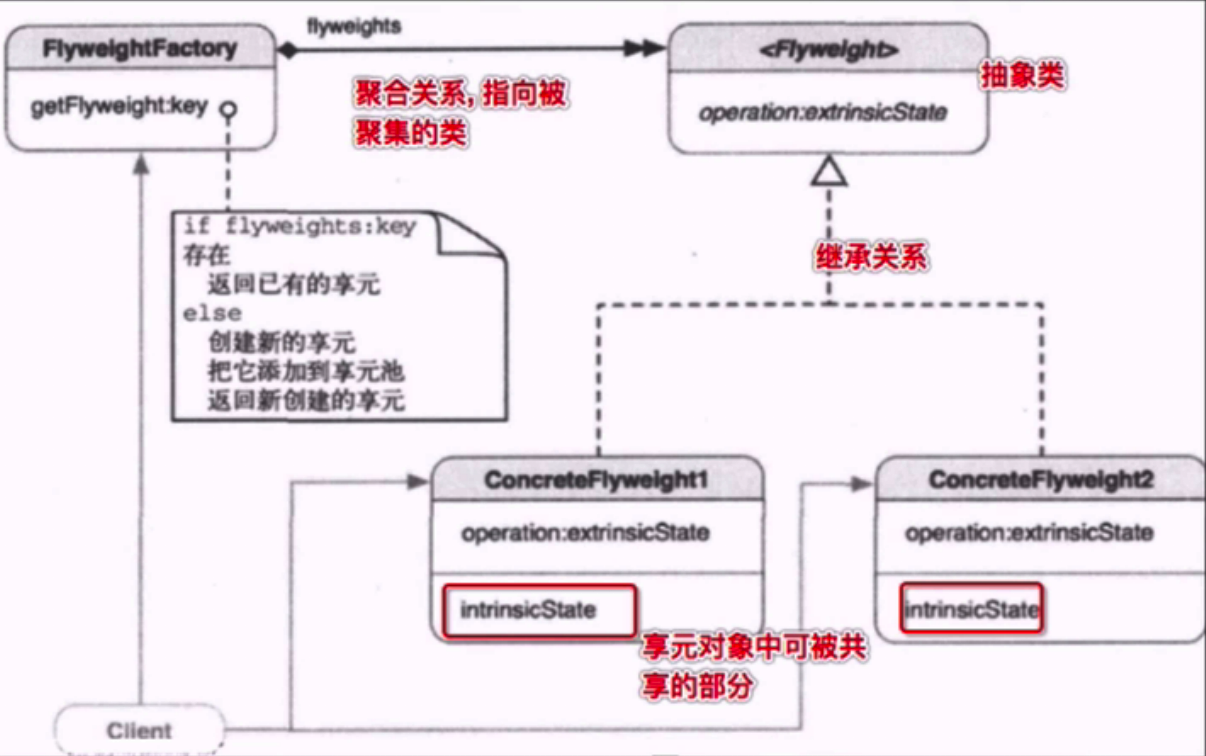 flyweights
FlyweightFactory
getFlyweight:key
聚合关系, 指向被
聚集的类
<Flyweight>
抽象类
operation:extrinsicState
if flyweights:key
存在
返回已有的享元
else
创建新的享元
把它添加到享元池
返回新创建的享元
继承关系
ConcreteFlyweight1
operation:extrinsicState
intrinsicState
享元对象中可被共
享的部分
ConcreteFlyweight2
operation:extrinsicState
intrinsicState
Client